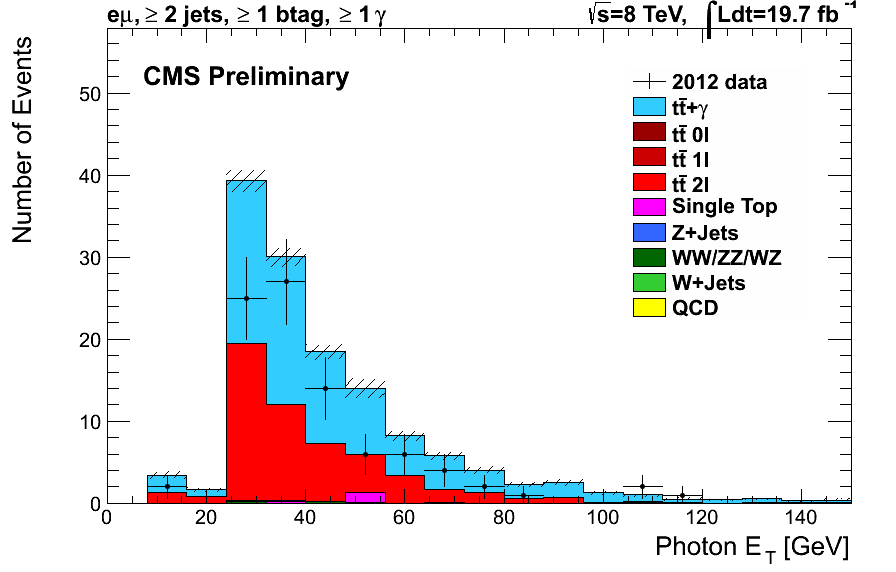 eμ, ≥ 2 jets, ≥ 1 btag, ≥ 1 γ
√s=8 TeV, ∫Ldt=19.7 fb⁻¹
CMS Preliminary
2012 data
tt̄+γ
tt̄ 0l
tt̄ 1l
tt̄ 2l
Single Top
Z+Jets
WW/ZZ/WZ
W+Jets
QCD
Number of Events
50
40
30
20
10
0
0 20 40 60 80 100 120 140
Photon E_T [GeV]